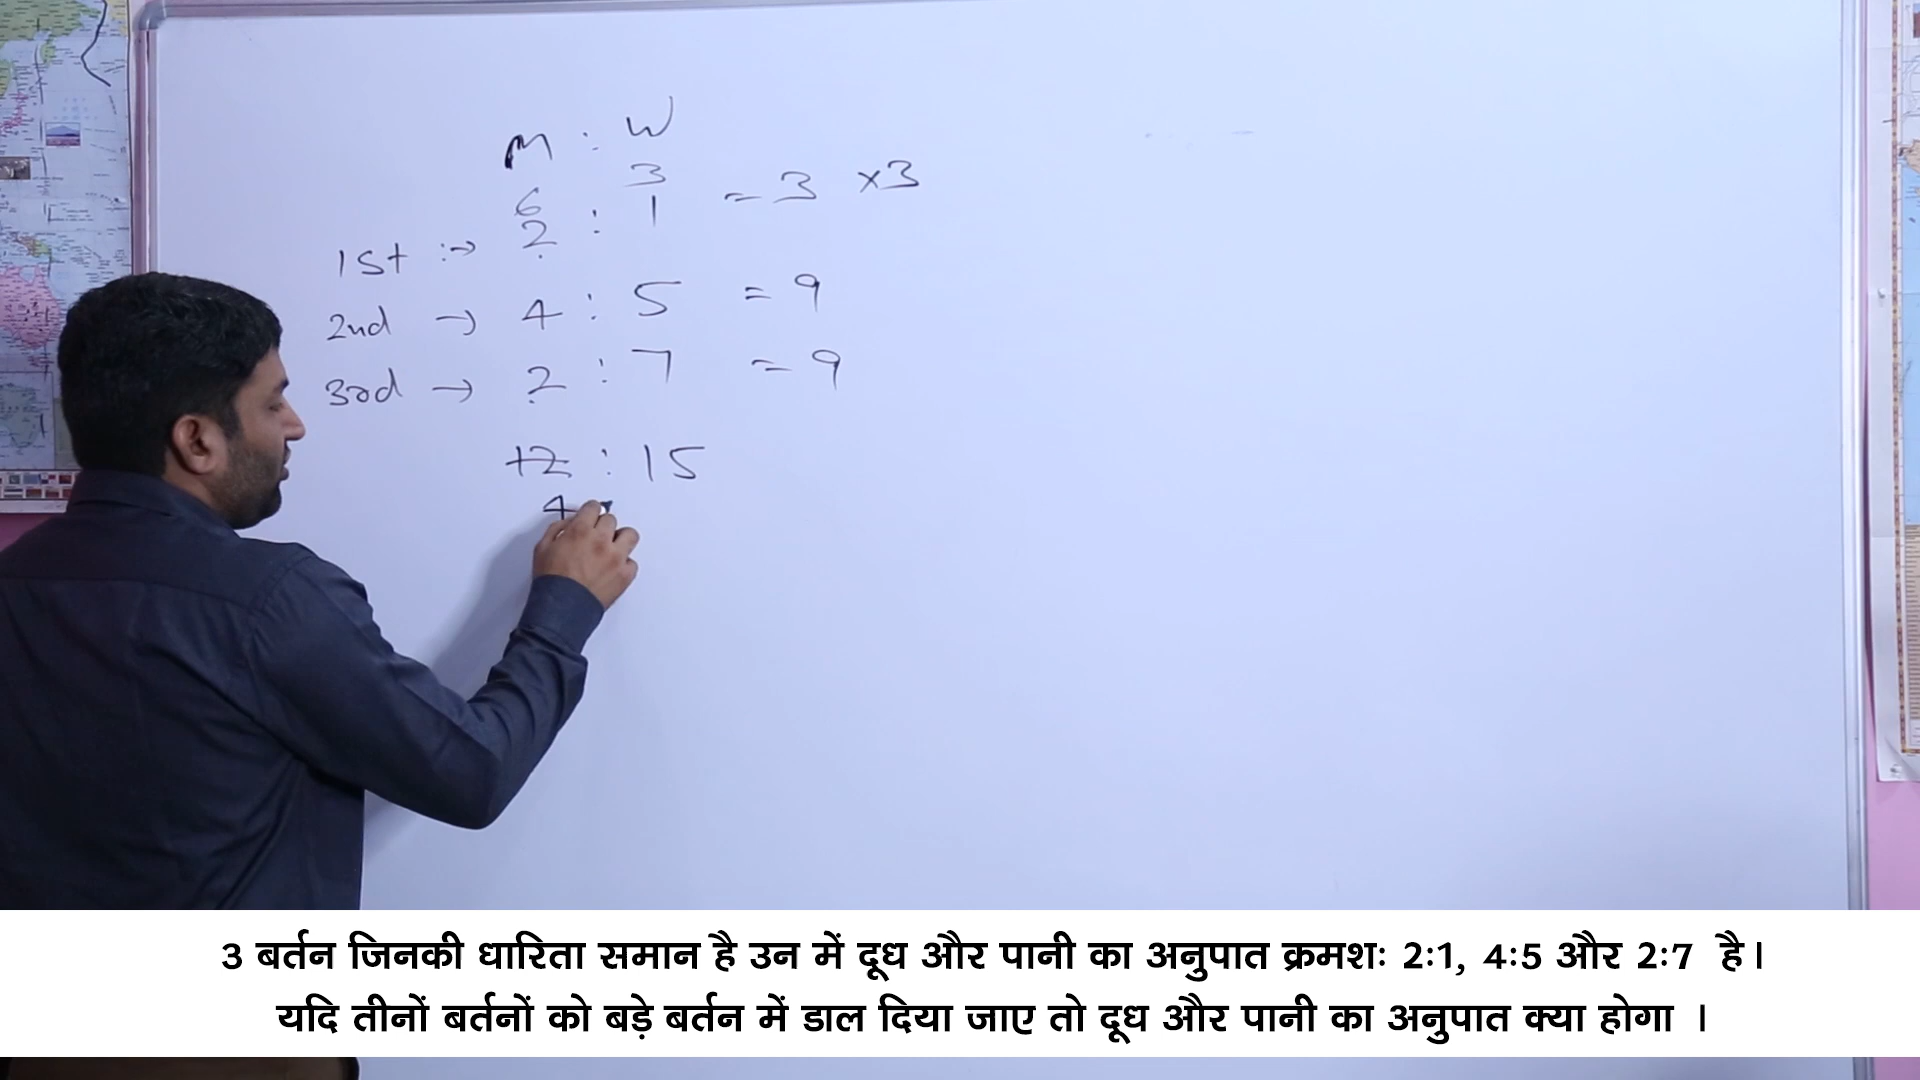 M : W
6 3
1st :→ 2 : 1 = 3 ×3
2nd → 4 : 5 = 9
3rd → 2 : 7 = 9
12 : 15
4
3 बर्तन जिनकी धारिता समान है उन में दूध और पानी का अनुपात क्रमशः 2:1, 4:5 और 2:7 है।
यदि तीनों बर्तनों को बड़े बर्तन में डाल दिया जाए तो दूध और पानी का अनुपात क्या होगा ।